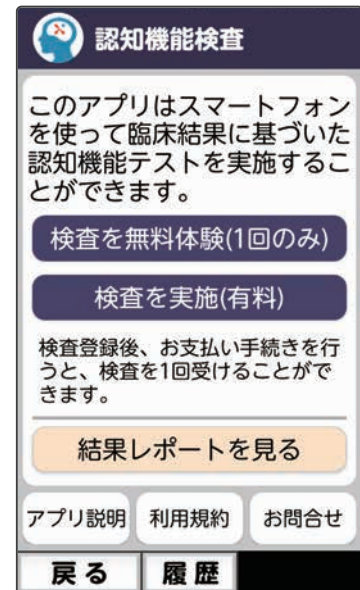 認知機能検査
このアプリはスマートフォン
を使って臨床結果に基づいた
認知機能テストを実施するこ
とができます。
検査を無料体験(1回のみ)
検査を実施(有料)
検査登録後、お支払い手続きを行
うと、検査を1回受けることがで
きます。
結果レポートを見る
アプリ説明 利用規約 お問合せ
戻る 履歴